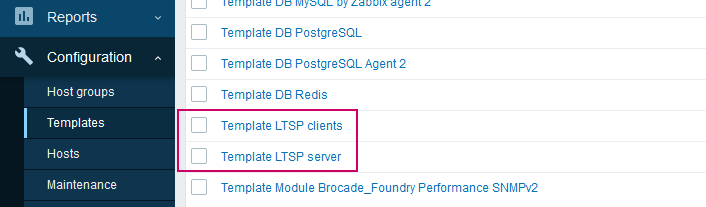 Reports
Configuration
Host groups
Templates
Hosts
Maintenance
Template DB MySQL by Zabbix agent 2
Template DB PostgreSQL
Template DB PostgreSQL Agent 2
Template DB Redis
Template LTSP clients
Template LTSP server
Template Module Brocade_Foundry Performance SNMPv2